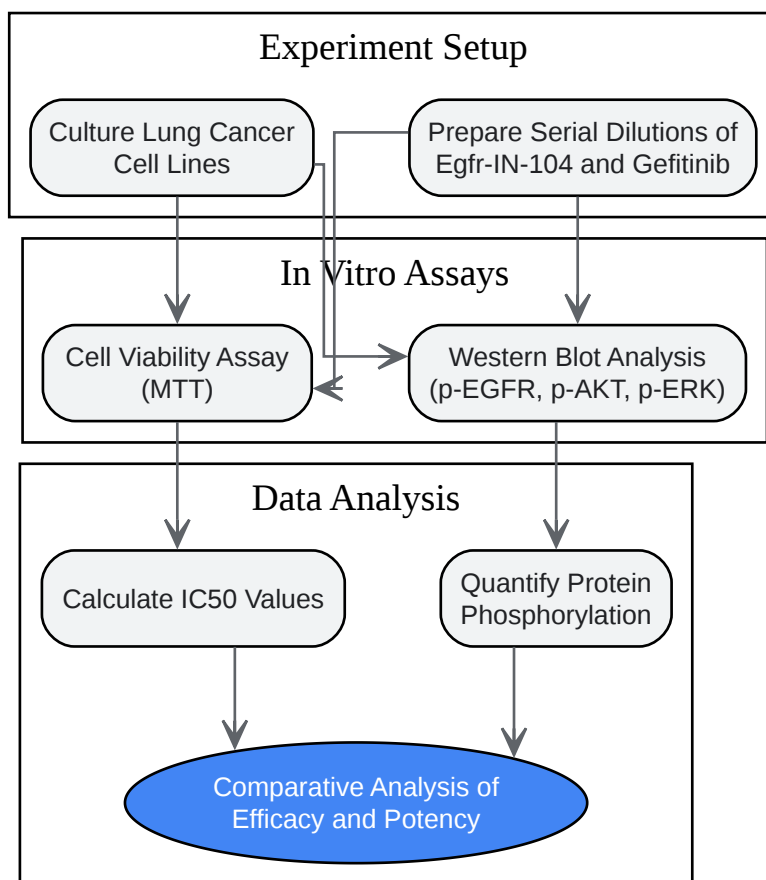 Experiment Setup
Culture Lung Cancer
Cell Lines
Prepare Serial Dilutions of
Egfr-IN-104 and Gefitinib
In Vitro Assays
Cell Viability Assay
(MTT)
Western Blot Analysis
(p-EGFR, p-AKT, p-ERK)
Data Analysis
Calculate IC50 Values
Quantify Protein
Phosphorylation
Comparative Analysis of
Efficacy and Potency